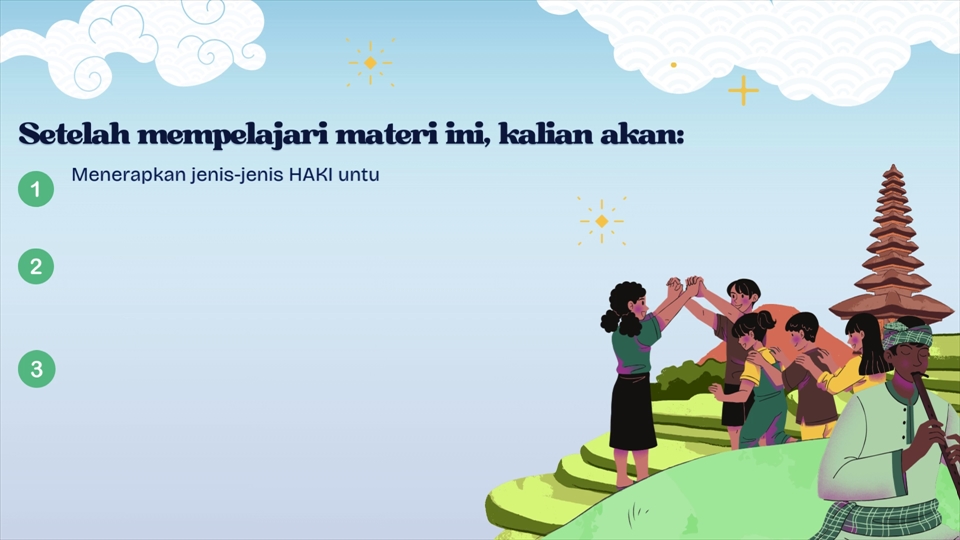 Setelah mempelajari materi ini, kalian akan:
1 Menerapkan jenis-jenis HAKI untu
2
3